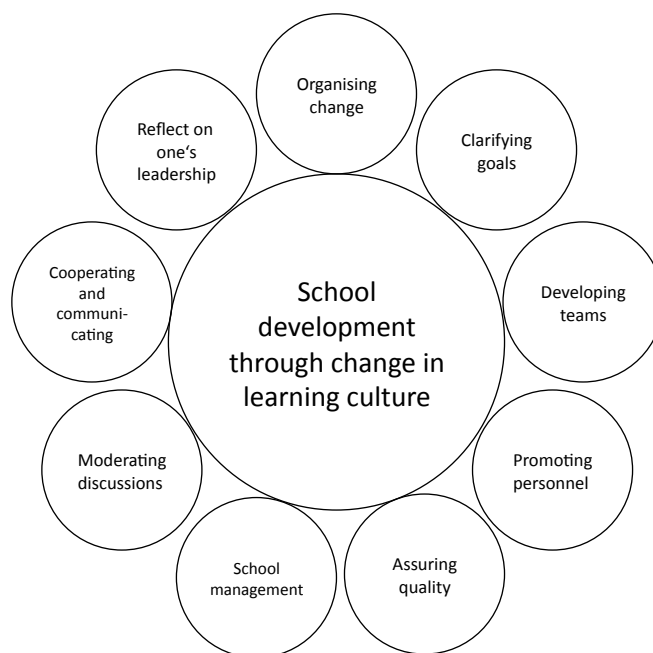 Organising
change
Clarifying
goals
Developing
teams
Promoting
personnel
Assuring
quality
School
management
Moderating
discussions
Cooperating
and
communi-
cating
Reflect on
one‘s
leadership
School
development
through change in
learning culture